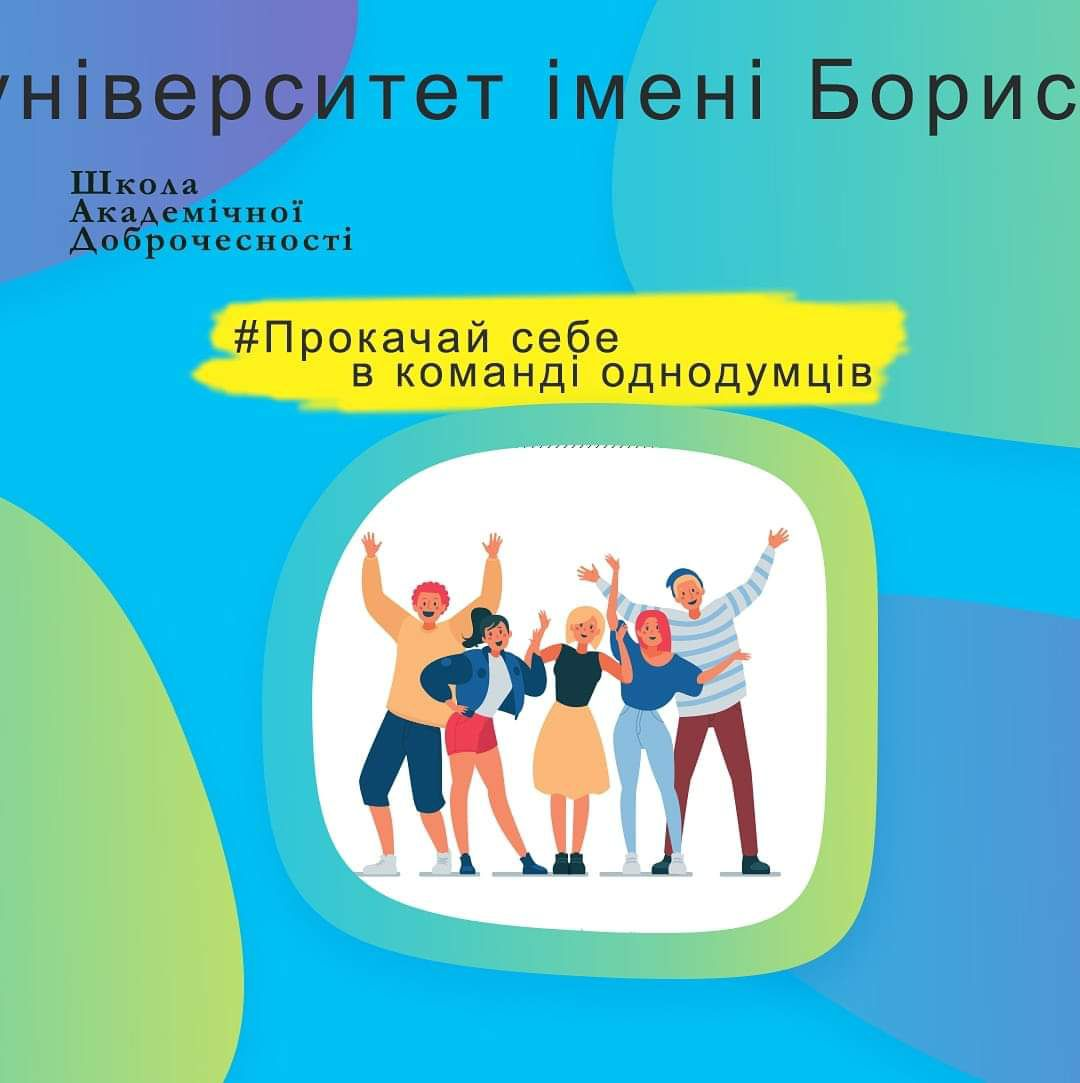 університет імені Борис
Школа
Академічної
Доброчесності
#Прокачай себе
в команді однодумців